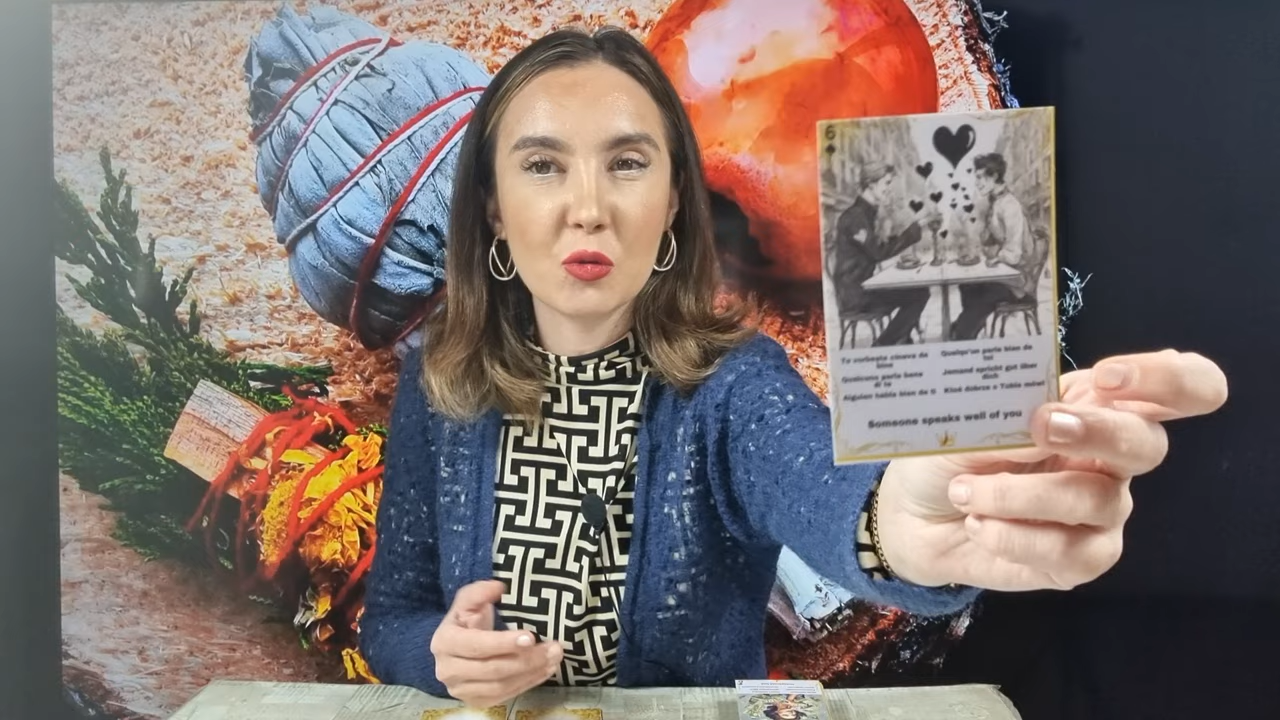 6
Te vorbește cineva de bine
Quelqu'un parle bien de toi
Qualcuno parla bene di te
Jemand spricht gut über dich
Alguien habla bien de ti
Ktoś dobrze o Tobie mówi
Someone speaks well of you